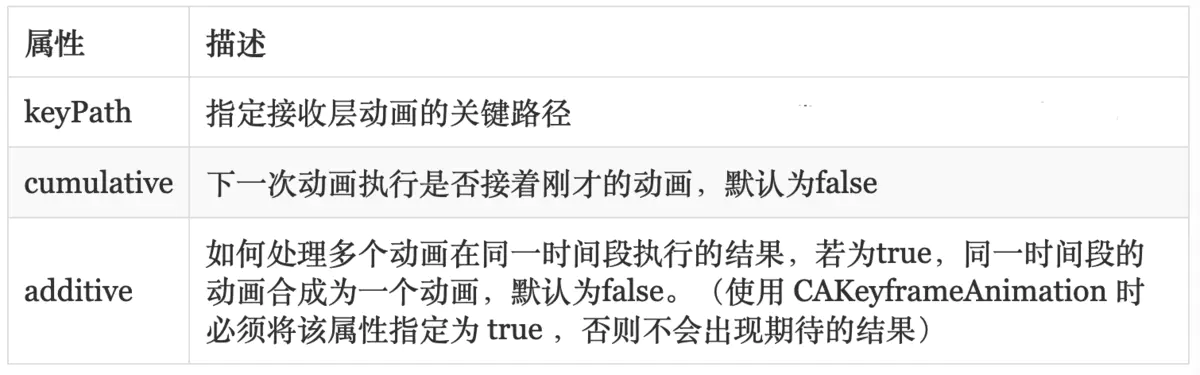 属性 描述
keyPath 指定接收层动画的关键路径
cumulative 下一次动画执行是否接着刚才的动画，默认为false
如何处理多个动画在同一时间段执行的结果，若为true，同一时间段的
additive 动画合成为一个动画，默认为false。（使用 CAKeyframeAnimation 时
必须将该属性指定为 true ，否则不会出现期待的结果）